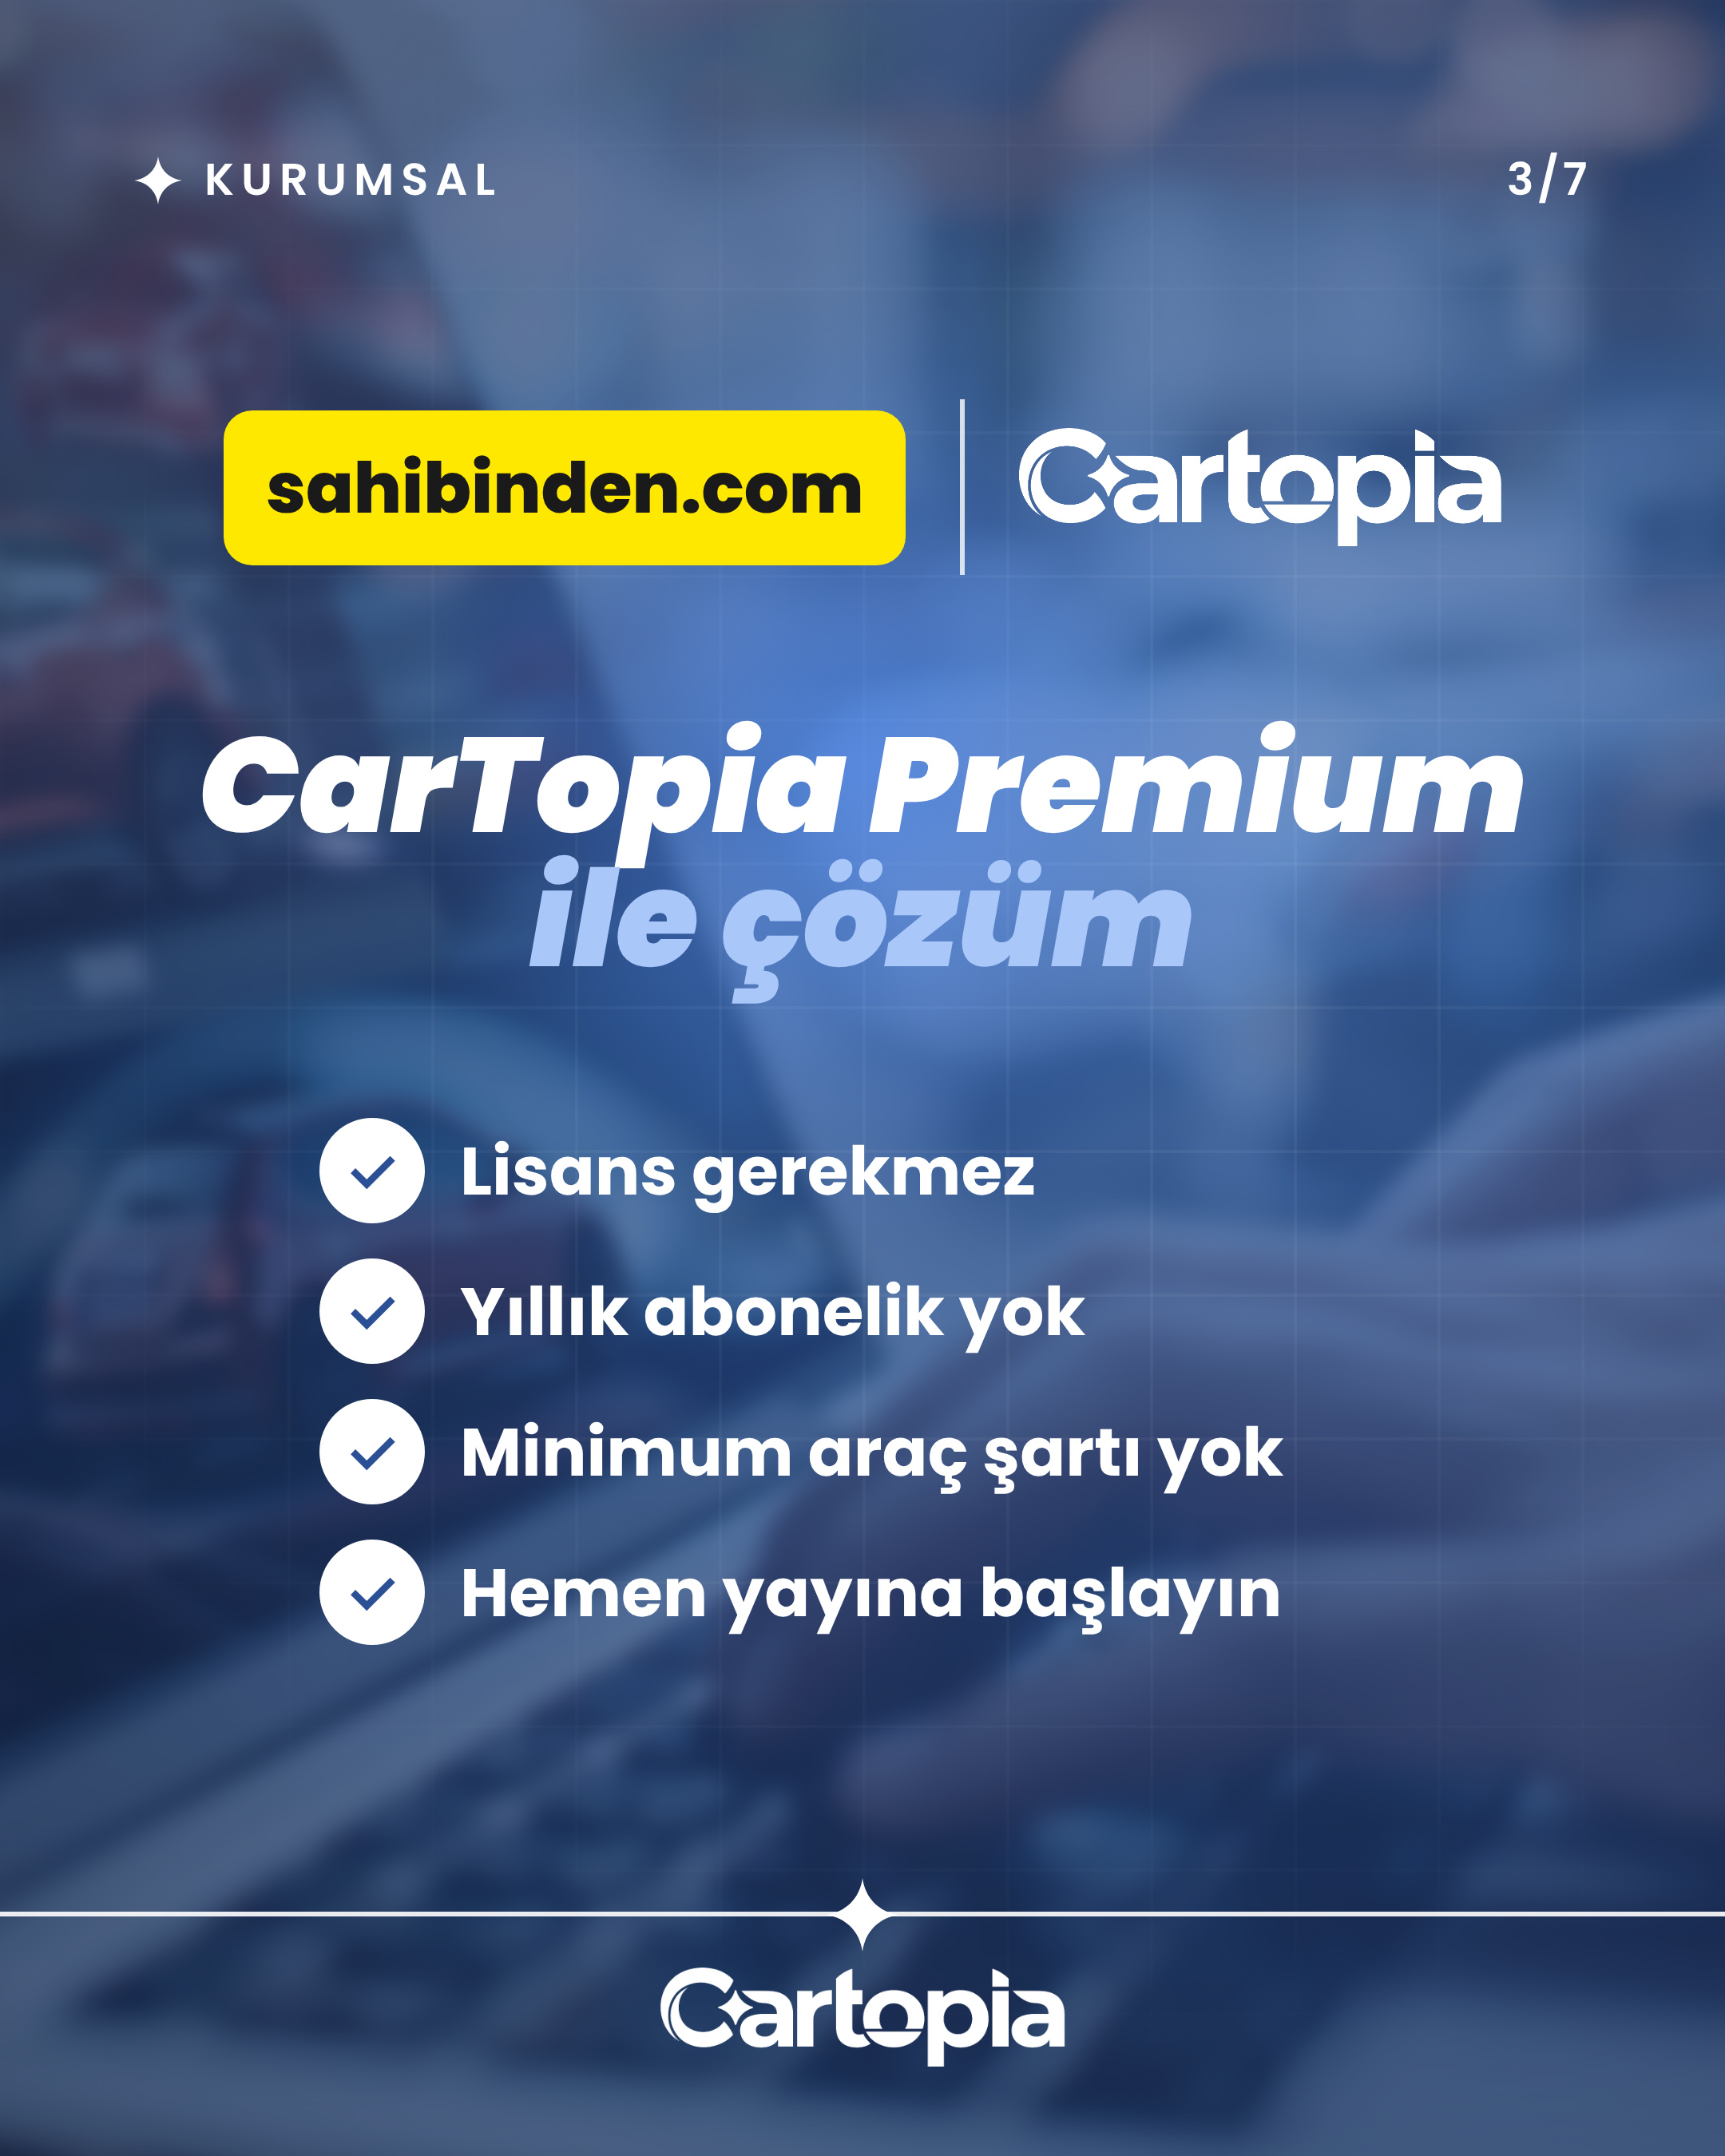 KURUMSAL
3/7
sahibinden.com
Cartopia
CarTopia Premium
ile çözüm
Lisans gerekmez
Yıllık abonelik yok
Minimum araç şartı yok
Hemen yayına başlayın
Cartopia